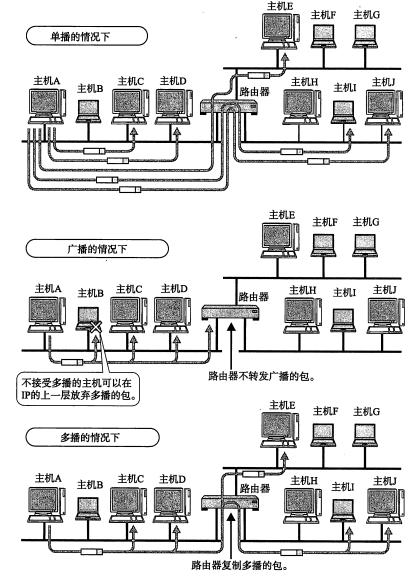 单播的情况下
主机E
主机F
主机G
主机A
主机B
主机C
主机D
路由器
主机H
主机I
主机J
广播的情况下
主机E
主机F
主机G
主机A
主机B
主机C
主机D
路由器
主机H
主机I
主机J
不接受多播的主机可以在
IP的上一层放弃多播的包。
路由器不转发广播的包。
多播的情况下
主机E
主机F
主机G
主机A
主机B
主机C
主机D
路由器
主机H
主机I
主机J
路由器复制多播的包。